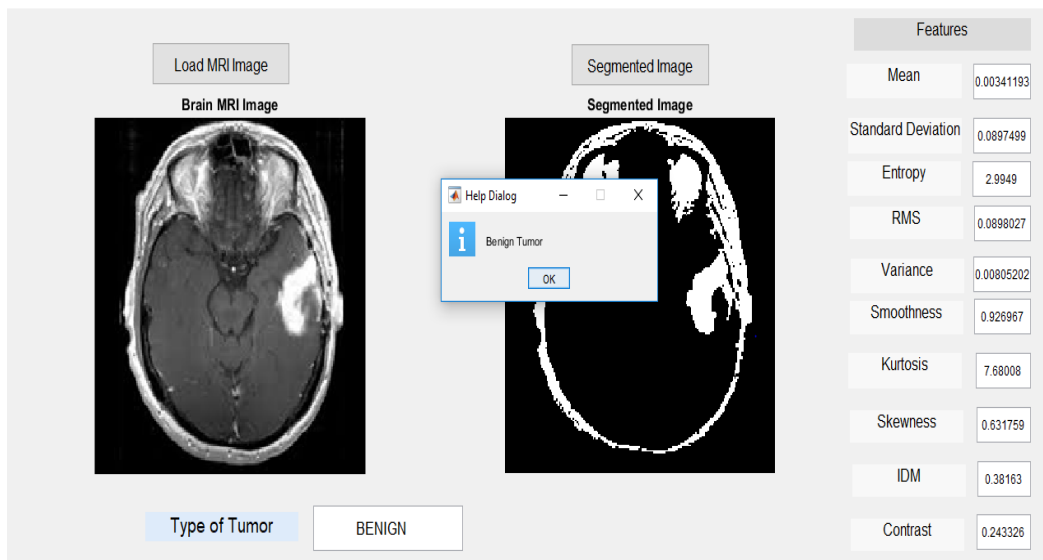 Load MRI Image
Brain MRI Image
Segmented Image
Segmented Image
Help Dialog
Benign Tumor
OK
Type of Tumor
BENIGN
Features
Mean 0.00341193
Standard Deviation 0.0897499
Entropy 2.9949
RMS 0.0898027
Variance 0.00805202
Smoothness 0.926967
Kurtosis 7.68008
Skewness 0.631759
IDM 0.38163
Contrast 0.243326